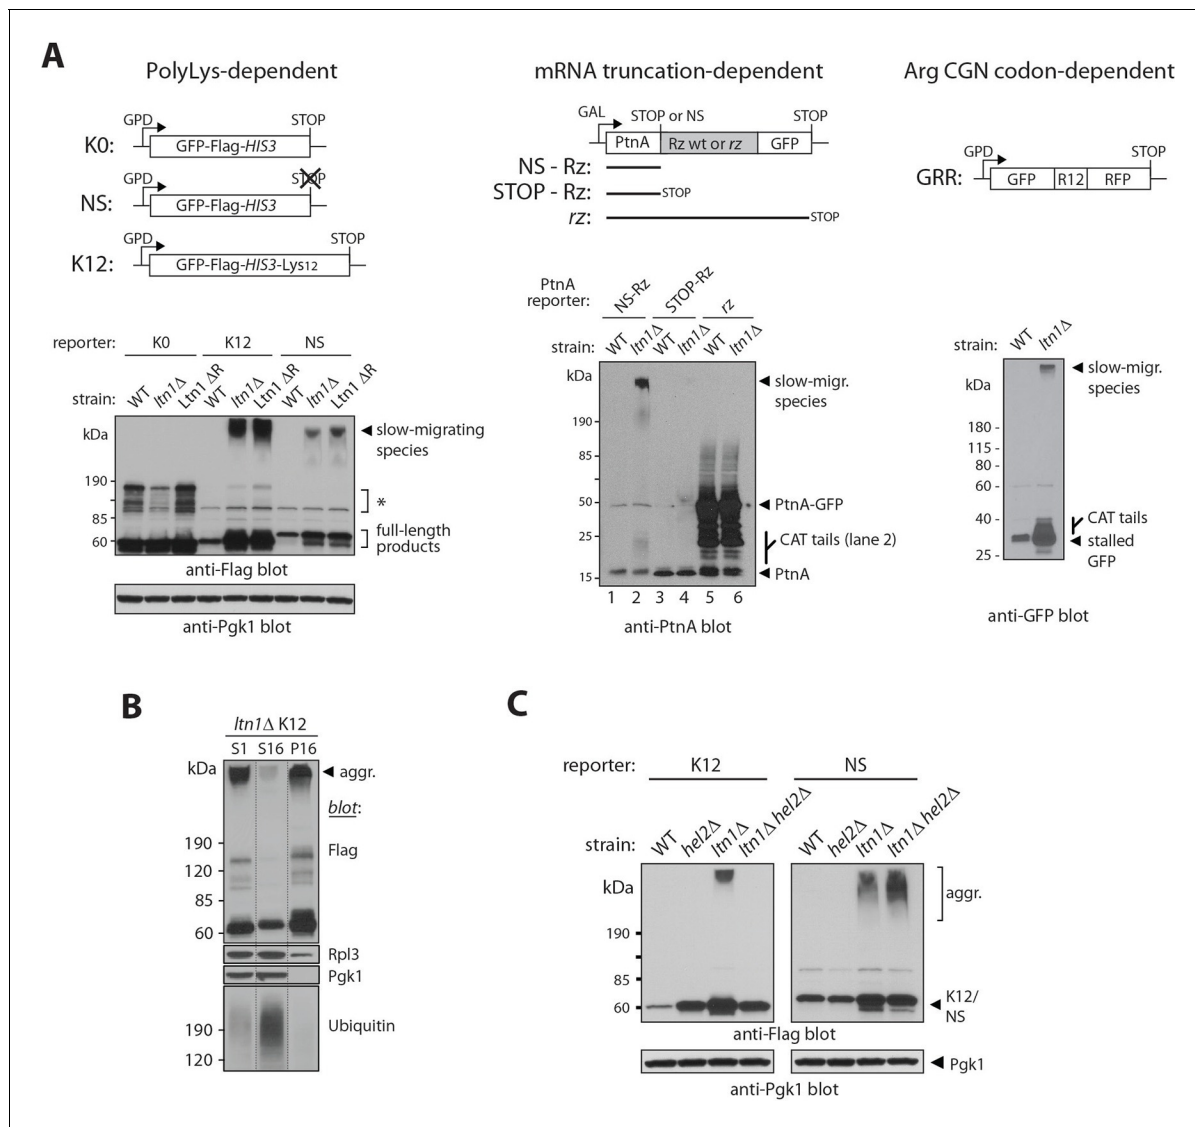 A
PolyLys-dependent
GPD
STOP
K0:
GFP-Flag-HIS3
GPD
STOP
NS:
GFP-Flag-HIS3
GPD
STOP
K12:
GFP-Flag-HIS3-Lys12
reporter:
K0
K12
NS
strain:
WT
ltn1Δ
Ltn1 ΔR
WT
ltn1Δ
Ltn1 ΔR
WT
ltn1Δ
Ltn1 ΔR
kDa
slow-migrating
species
190
*
85
full-length
products
60
anti-Flag blot
anti-Pgk1 blot
mRNA truncation-dependent
GAL
STOP or NS
STOP
PtnA
Rz wt or rz
GFP
NS - Rz:
STOP - Rz:
STOP
rz:
STOP
PtnA
reporter:
NS-Rz
STOP-Rz
rz
strain:
WT
ltn1Δ
WT
ltn1Δ
WT
ltn1Δ
kDa
slow-migr.
species
190
85
50
PtnA-GFP
25
CAT tails (lane 2)
15
PtnA
1 2 3 4 5 6
anti-PtnA blot
Arg CGN codon-dependent
GPD
STOP
GRR:
GFP
R12
RFP
strain:
WT
ltn1Δ
kDa
slow-migr.
species
180
115
80
60
40
CAT tails
stalled
GFP
25
anti-GFP blot
B
ltn1Δ K12
S1 S16 P16
kDa
aggr.
blot:
190
Flag
120
85
60
Rpl3
Pgk1
190
Ubiquitin
120
C
reporter:
K12
NS
strain:
WT
hel2Δ
ltn1Δ
ltn1Δ hel2Δ
WT
hel2Δ
ltn1Δ
ltn1Δ hel2Δ
kDa
aggr.
190
85
60
K12/
NS
anti-Flag blot
Pgk1
anti-Pgk1 blot